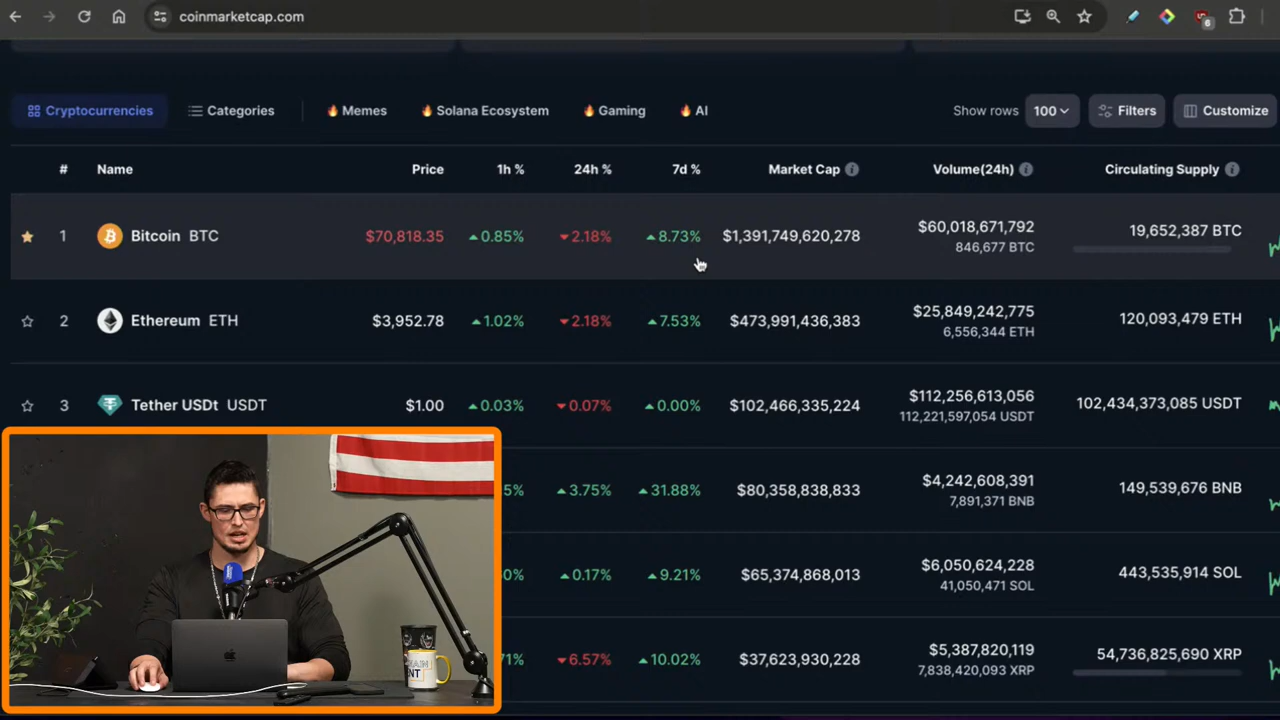 coinmarketcap.com
6
Cryptocurrencies Categories Memes Solana Ecosystem Gaming AI Show rows 100 Filters Customize
# Name Price 1h % 24h % 7d % Market Cap Volume(24h) Circulating Supply
1 Bitcoin BTC $70,818.35 0.85% 2.18% 8.73% $1,391,749,620,278 $60,018,671,792 19,652,387 BTC
846,677 BTC
2 Ethereum ETH $3,952.78 1.02% 2.18% 7.53% $473,991,436,383 $25,849,242,775 120,093,479 ETH
6,556,344 ETH
3 Tether USDt USDT $1.00 0.03% 0.07% 0.00% $102,466,335,224 $112,256,613,056 102,434,373,085 USDT
112,221,597,054 USDT
5% 3.75% 31.88% $80,358,838,833 $4,242,608,391 149,539,676 BNB
7,891,371 BNB
0% 0.17% 9.21% $65,374,868,013 $6,050,624,228 443,535,914 SOL
41,050,471 SOL
71% 6.57% 10.02% $37,623,930,228 $5,387,820,119 54,736,825,690 XRP
7,838,420,093 XRP